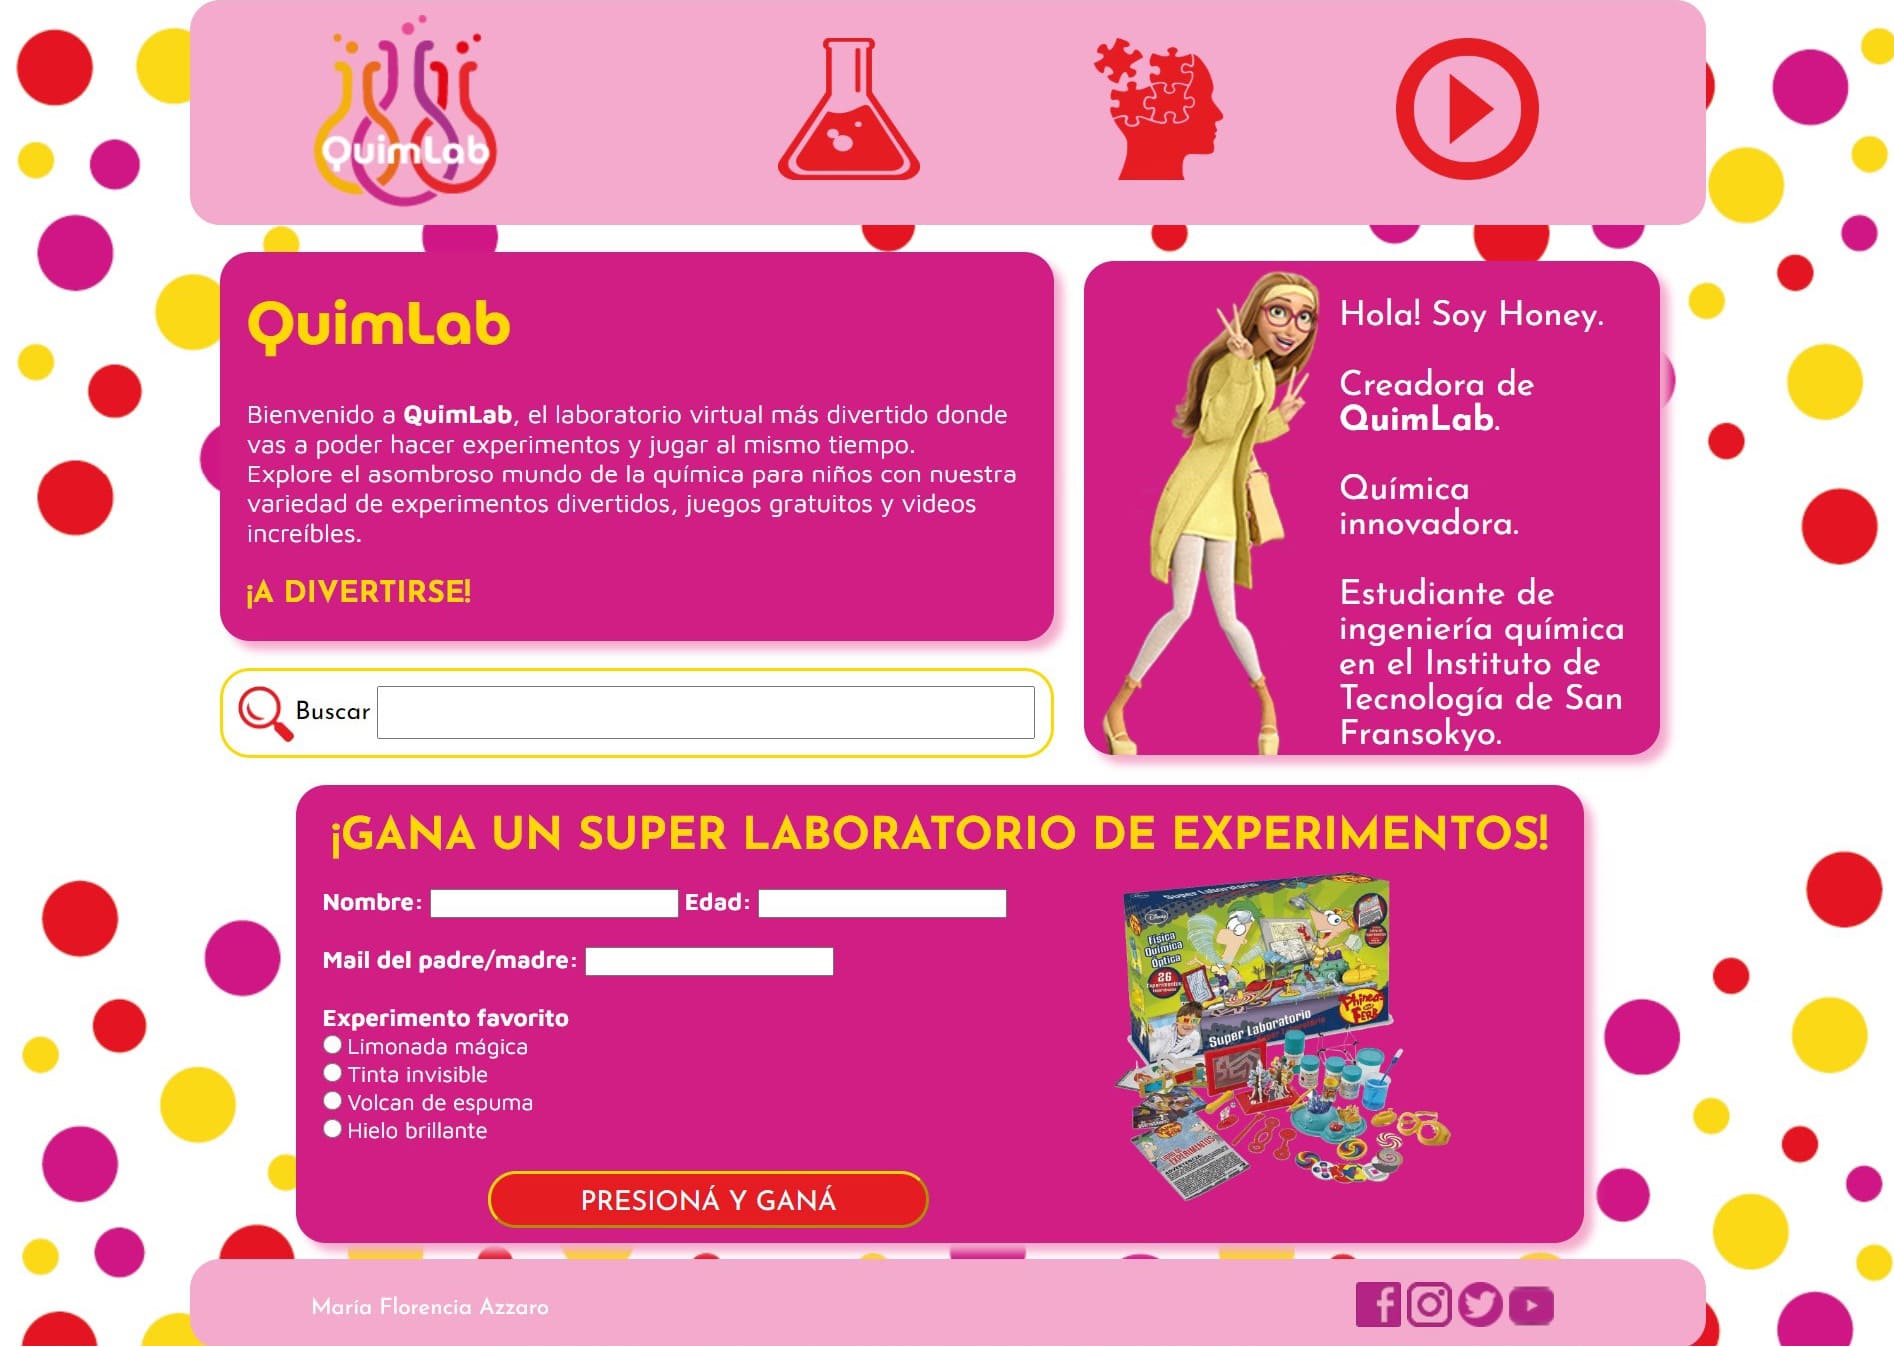 QuimLab
QuimLab
Bienvenido a QuimLab, el laboratorio virtual más divertido donde
vas a poder hacer experimentos y jugar al mismo tiempo.
Explore el asombroso mundo de la química para niños con nuestra
variedad de experimentos divertidos, juegos gratuitos y videos
increíbles.
¡A DIVERTIRSE!
Buscar
Hola! Soy Honey.
Creadora de
QuimLab.
Química
innovadora.
Estudiante de
ingeniería química
en el Instituto de
Tecnología de San
Fransokyo.
¡GANA UN SUPER LABORATORIO DE EXPERIMENTOS!
Nombre: Edad:
Mail del padre/madre:
Experimento favorito
Limonada mágica
Tinta invisible
Volcan de espuma
Hielo brillante
PRESIONÁ Y GANÁ
Super Laboratorio
Disney
Física
Química
Óptica
26
Phineas
Ferb
Super Laboratorio
EXPERIMENTOS
María Florencia Azzaro